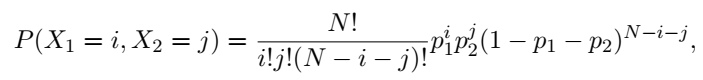 P(X_1 = i, X_2 = j) = \frac{N!}{i!j!(N - i - j)!} p_1^i p_2^j (1 - p_1 - p_2)^{N-i-j},